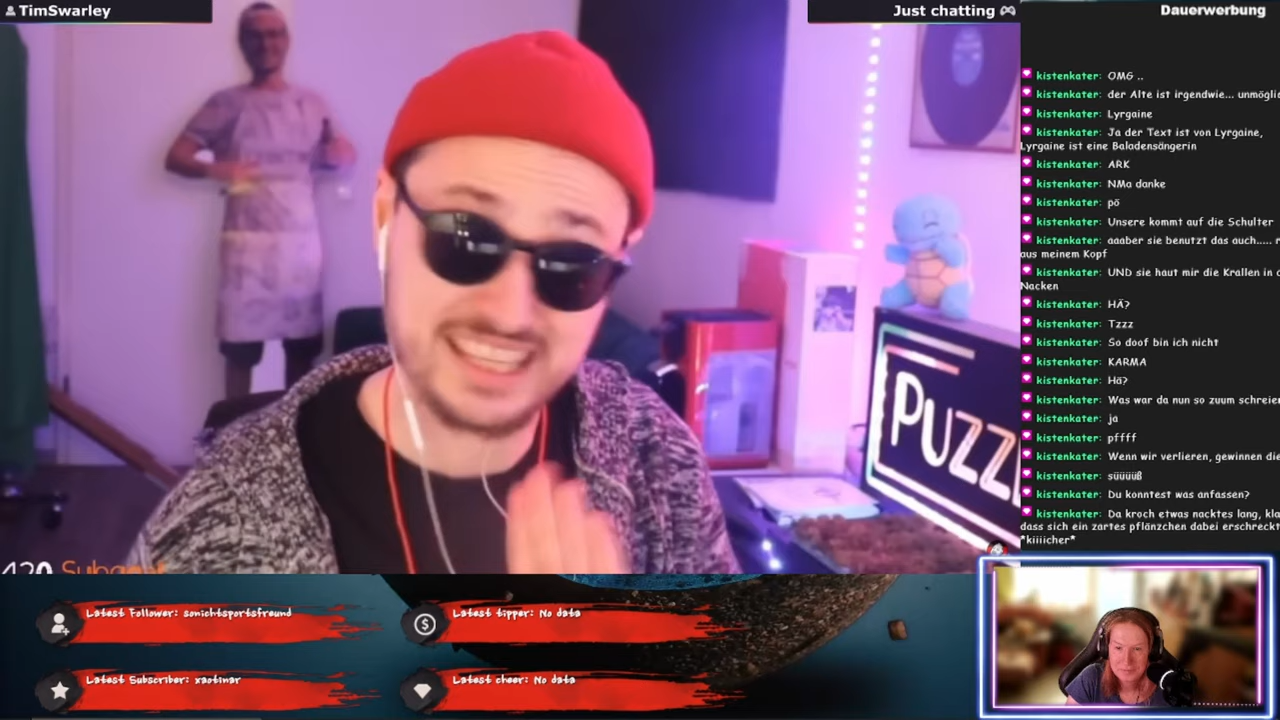 TimSwarley
Just chatting
Dauerwerbung
kistenkater: OMG ..
kistenkater: der Alte ist irgendwie...
kistenkater: Lyrgaine
kistenkater: Ja der Text ist von Lyrgaine,
Lyrgaine ist eine Baladensängerin
kistenkater: ARK
kistenkater: NMa danke
kistenkater: pö
kistenkater: Unsere kommt auf die Schulter
kistenkater: aaaber sie benutzt das auch.....
aus meinem Kopf
kistenkater: UND sie haut mir die Krallen in
Nacken
kistenkater: HÄ?
kistenkater: Tzzz
kistenkater: So doof bin ich nicht
kistenkater: KARMA
kistenkater: Hä?
kistenkater: Was war da nun so zuum
kistenkater: ja
kistenkater: pffff
kistenkater: Wenn wir verlieren, gewinnen die
kistenkater: süüüüß
kistenkater: Du konntest was anfassen?
kistenkater: Da kroch etwas nacktes lang,
dass sich ein zartes pflänzchen dabei erschreckt
*kiiiicher*
PUZZ
420
Latest Follower: sonichtsportsfreund
Latest tipper: No data
Latest Subscriber: xaotinar
Latest cheer: No data